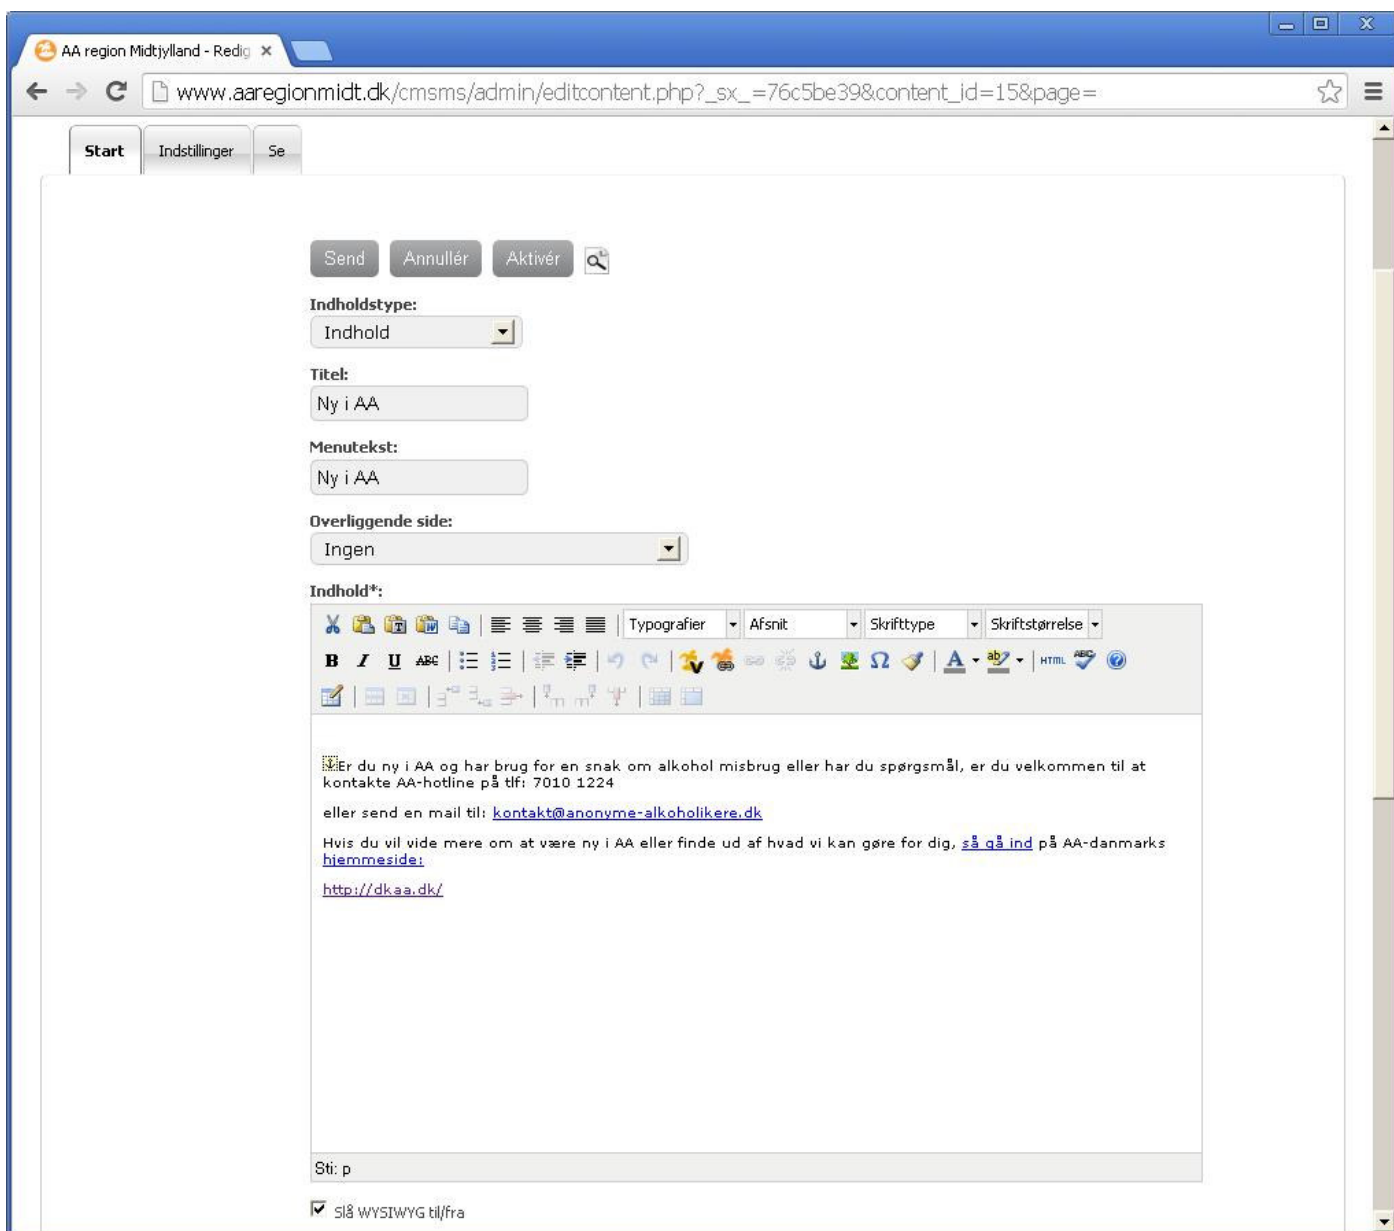 AA region Midtjylland - Redig
www.aaregionmidt.dk/cmsms/admin/editcontent.php?_sx_=76c5be39&content_id=15&page=
Start Indstillinger Se
Send Annullér Aktivér
Indholdstype:
Indhold
Titel:
Ny i AA
Menutekst:
Ny i AA
Overliggende side:
Ingen
Indhold*:
Typografier Afsnit Skrifttype Skriftstørrelse
B I U ABC A ab HTML ABC
Er du ny i AA og har brug for en snak om alkohol misbrug eller har du spørgsmål, er du velkommen til at
kontakte AA-hotline på tlf: 7010 1224
eller send en mail til: kontakt@anonyme-alkoholikere.dk
Hvis du vil vide mere om at være ny i AA eller finde ud af hvad vi kan gøre for dig, så gå ind på AA-danmarks
hjemmeside:
http://dkaa.dk/
Sti: p
Slå WYSIWYG til/fra